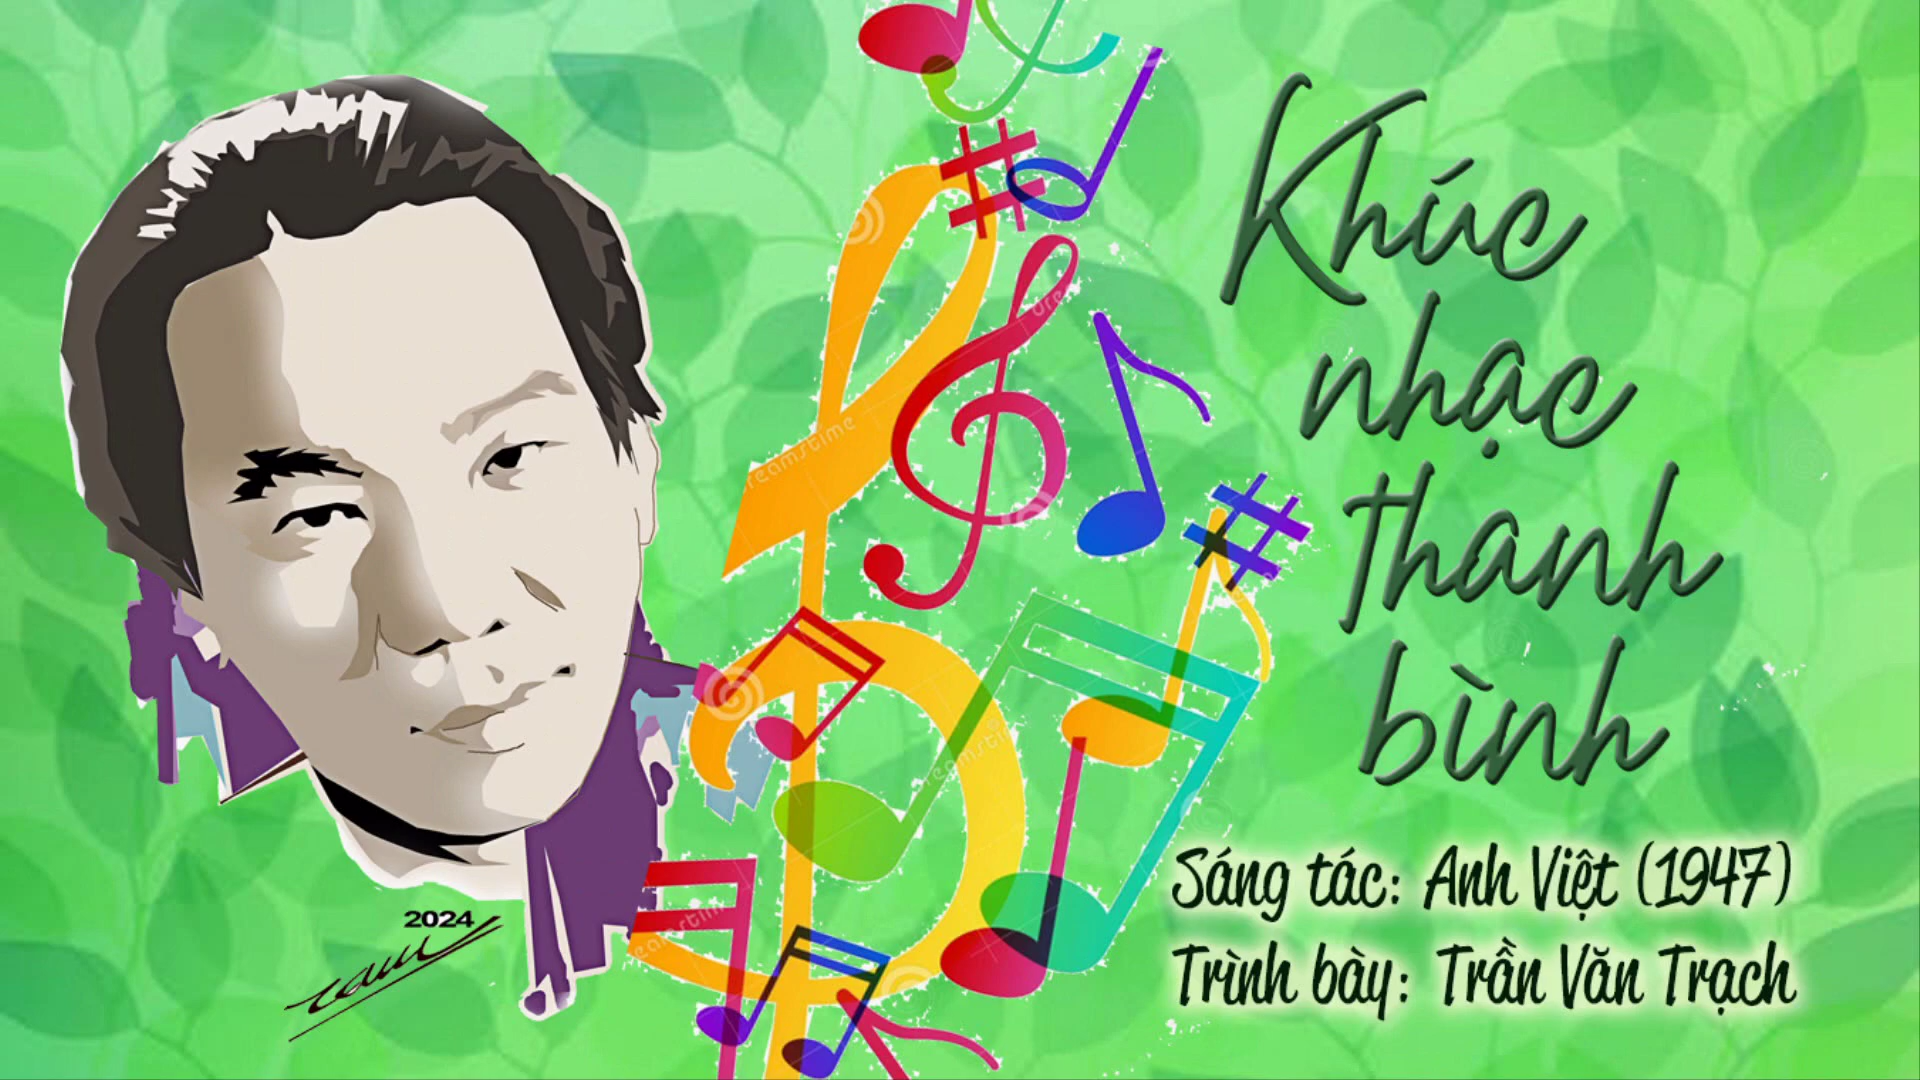 Khúc
nhạc
thanh
bình
Sáng tác: Anh Việt (1947)
Trình bày: Trần Văn Trạch
2024